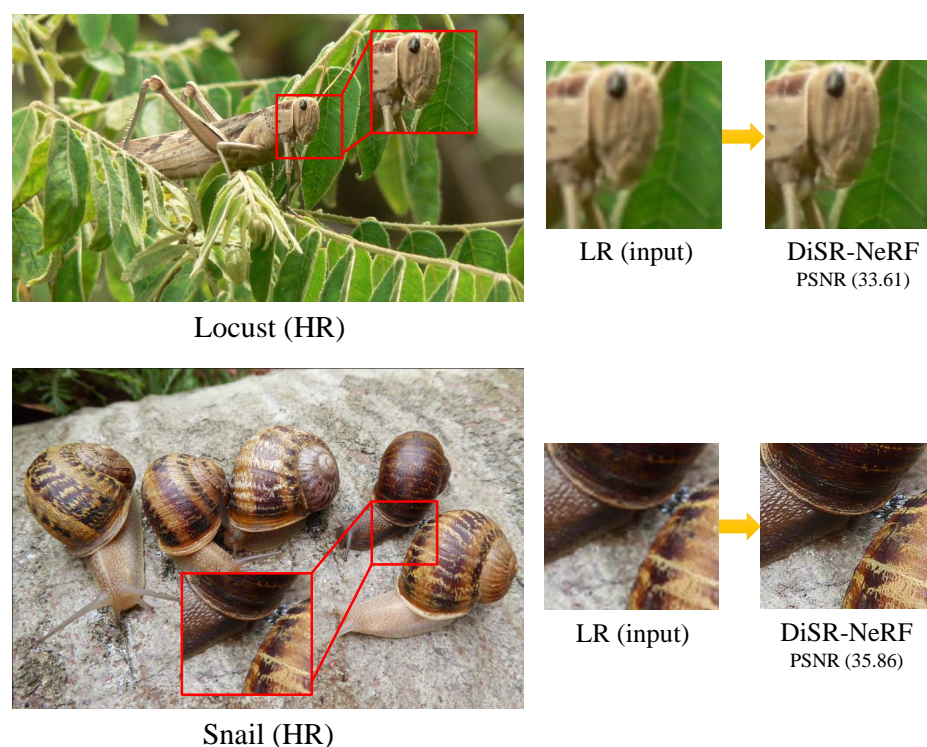 LR (input)
DiSR-NeRF
PSNR (33.61)
Locust (HR)
LR (input)
DiSR-NeRF
PSNR (35.86)
Snail (HR)